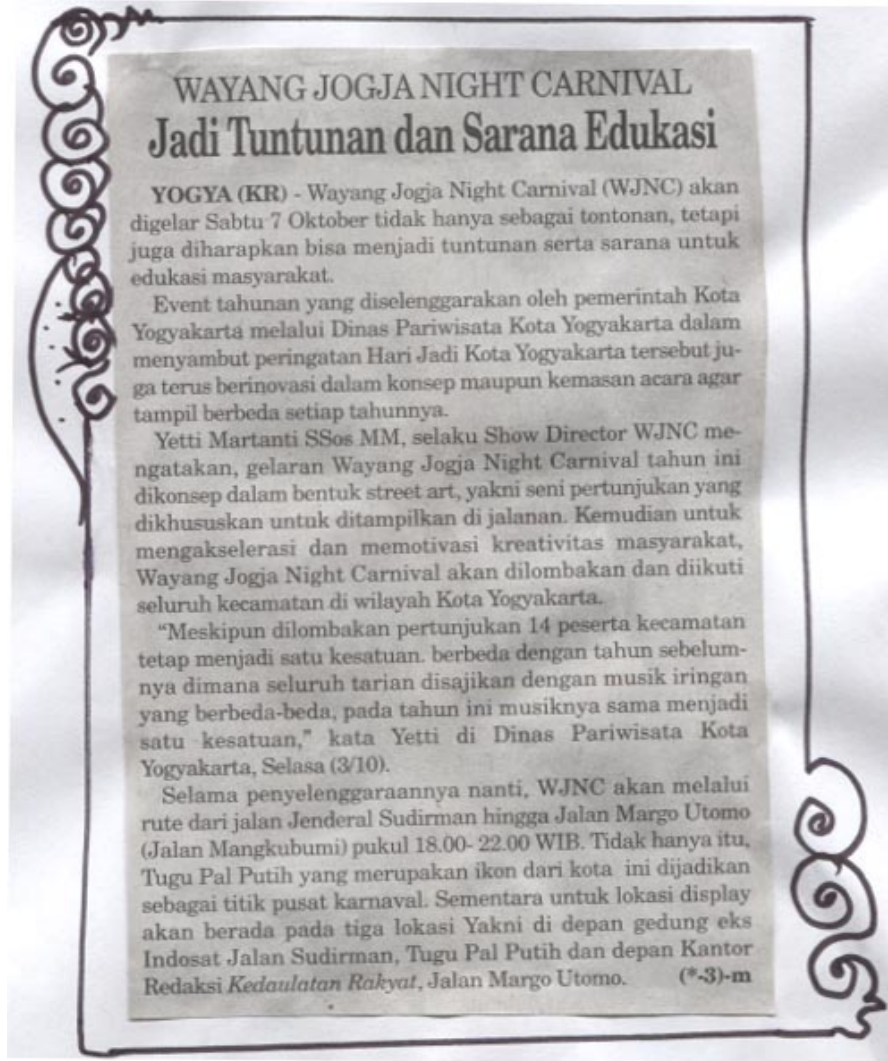 WAYANG JOGJA NIGHT CARNIVAL
Jadi Tuntunan dan Sarana Edukasi
YOGYA (KR) - Wayang Jogja Night Carnival (WJNC) akan
digelar Sabtu 7 Oktober tidak hanya sebagai tontonan, tetapi
juga diharapkan bisa menjadi tuntunan serta sarana untuk
edukasi masyarakat.
Event tahunan yang diselenggarakan oleh pemerintah Kota
Yogyakarta melalui Dinas Pariwisata Kota Yogyakarta dalam
menyambut peringatan Hari Jadi Kota Yogyakarta tersebut ju-
ga terus berinovasi dalam konsep maupun kemasan acara agar
tampil berbeda setiap tahunnya.
Yetti Martanti SSos MM, selaku Show Director WJNC me-
ngatakan, gelaran Wayang Jogja Night Carnival tahun ini
dikonsep dalam bentuk street art, yakni seni pertunjukan yang
dikhususkan untuk ditampilkan di jalanan. Kemudian untuk
mengakselerasi dan memotivasi kreativitas masyarakat,
Wayang Jogja Night Carnival akan dilombakan dan diikuti
seluruh kecamatan di wilayah Kota Yogyakarta.
"Meskipun dilombakan pertunjukan 14 peserta kecamatan
tetap menjadi satu kesatuan. berbeda dengan tahun sebelum-
nya dimana seluruh tarian disajikan dengan musik iringan
yang berbeda-beda, pada tahun ini musiknya sama menjadi
satu kesatuan," kata Yetti di Dinas Pariwisata Kota
Yogyakarta, Selasa (3/10).
Selama penyelenggaraannya nanti, WJNC akan melalui
rute dari jalan Jenderal Sudirman hingga Jalan Margo Utomo
(Jalan Mangkubumi) pukul 18.00- 22.00 WIB. Tidak hanya itu,
Tugu Pal Putih yang merupakan ikon dari kota ini dijadikan
sebagai titik pusat karnaval. Sementara untuk lokasi display
akan berada pada tiga lokasi Yakni di depan gedung eks
Indosat Jalan Sudirman, Tugu Pal Putih dan depan Kantor
Redaksi Kedaulatan Rakyat, Jalan Margo Utomo. (*-3)-m